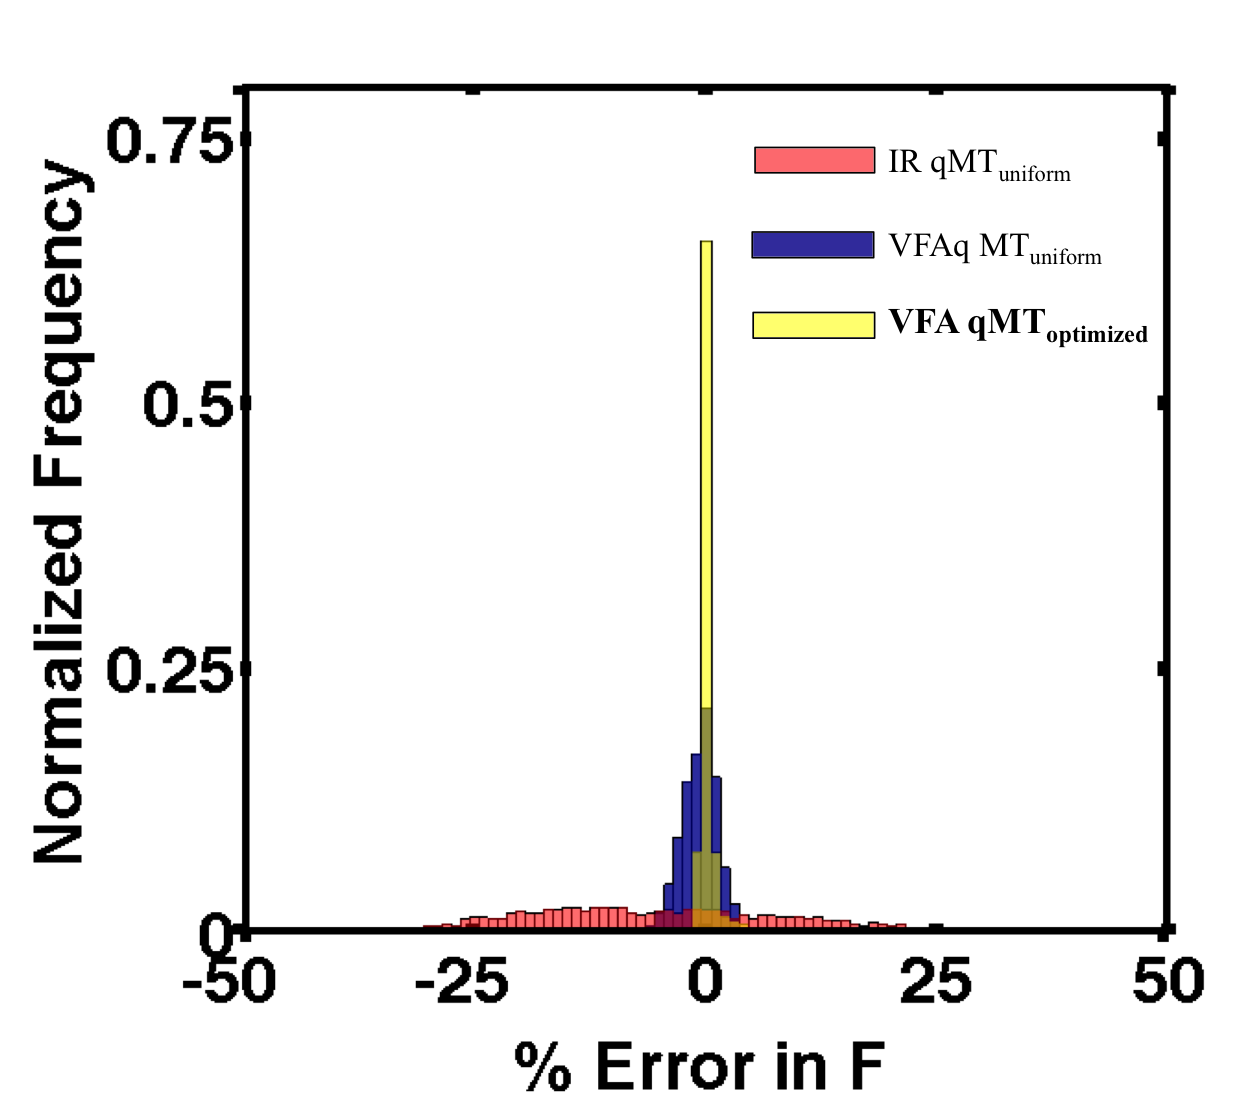 Normalized Frequency
0.75
0.5
0.25
0
-50
-25
0
25
50
% Error in F
IR qMTuniform
VFAq MTuniform
VFA qMToptimized